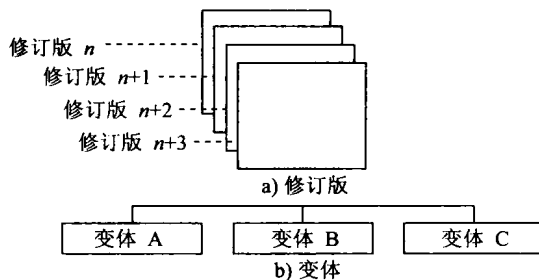 修订版 n
修订版 n+1
修订版 n+2
修订版 n+3
a) 修订版
变体 A 变体 B 变体 C
b) 变体